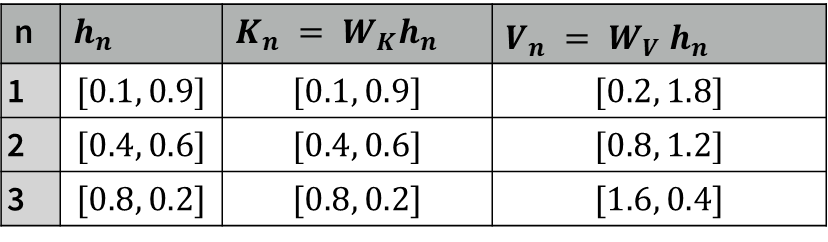 n hₙ Kₙ = W_K hₙ Vₙ = W_V hₙ
1 [0.1, 0.9] [0.1, 0.9] [0.2, 1.8]
2 [0.4, 0.6] [0.4, 0.6] [0.8, 1.2]
3 [0.8, 0.2] [0.8, 0.2] [1.6, 0.4]